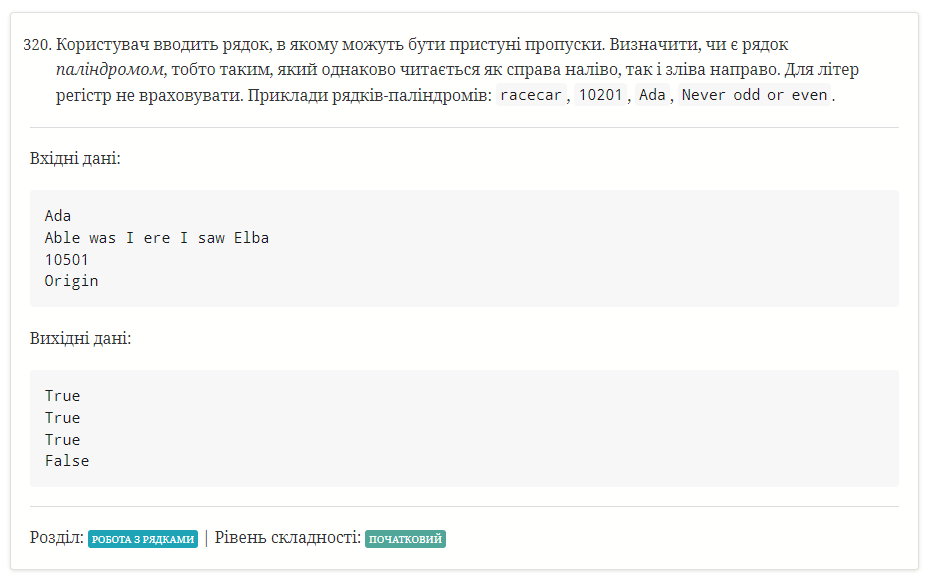 320. Користувач вводить рядок, в якому можуть бути пристуні пропуски. Визначити, чи є рядок
паліндромом, тобто таким, який однаково читається як справа наліво, так і зліва направо. Для літер
регістр не враховувати. Приклади рядків-паліндромів: racecar, 10201, Ada, Never odd or even.
Вхідні дані:
Ada
Able was I ere I saw Elba
10501
Origin
Вихідні дані:
True
True
True
False
Розділ: РОБОТА З РЯДКАМИ | Рівень складності: ПОЧАТКОВИЙ